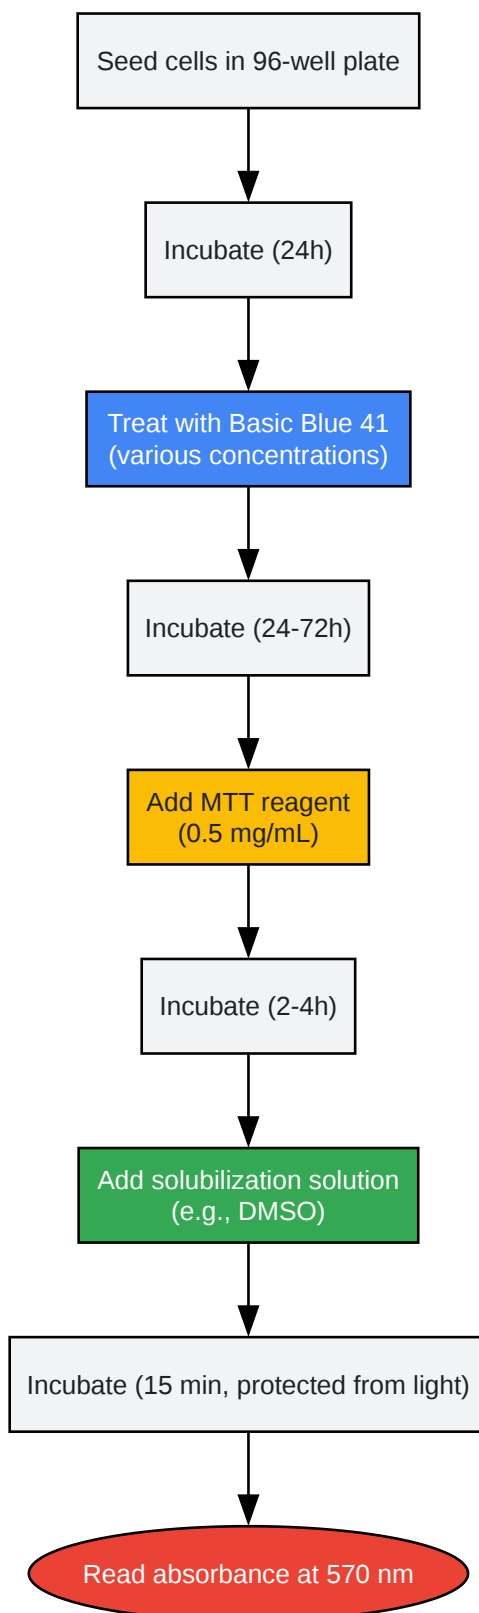 Seed cells in 96-well plate
Incubate (24h)
Treat with Basic Blue 41
(various concentrations)
Incubate (24-72h)
Add MTT reagent
(0.5 mg/mL)
Incubate (2-4h)
Add solubilization solution
(e.g., DMSO)
Incubate (15 min, protected from light)
Read absorbance at 570 nm